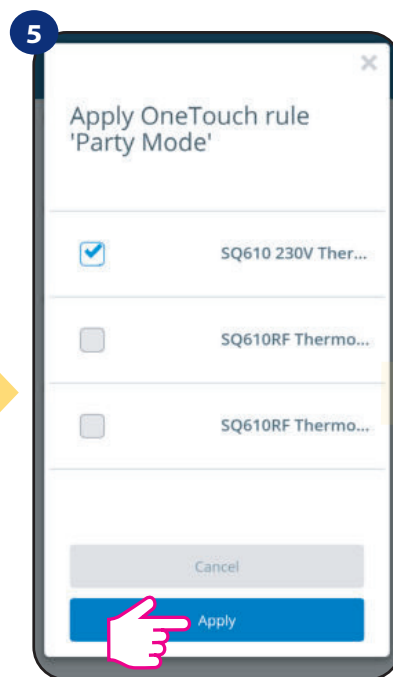 5
Apply OneTouch rule
'Party Mode'
SQ610 230V Ther...
SQ610RF Thermo...
SQ610RF Thermo...
Cancel
Apply